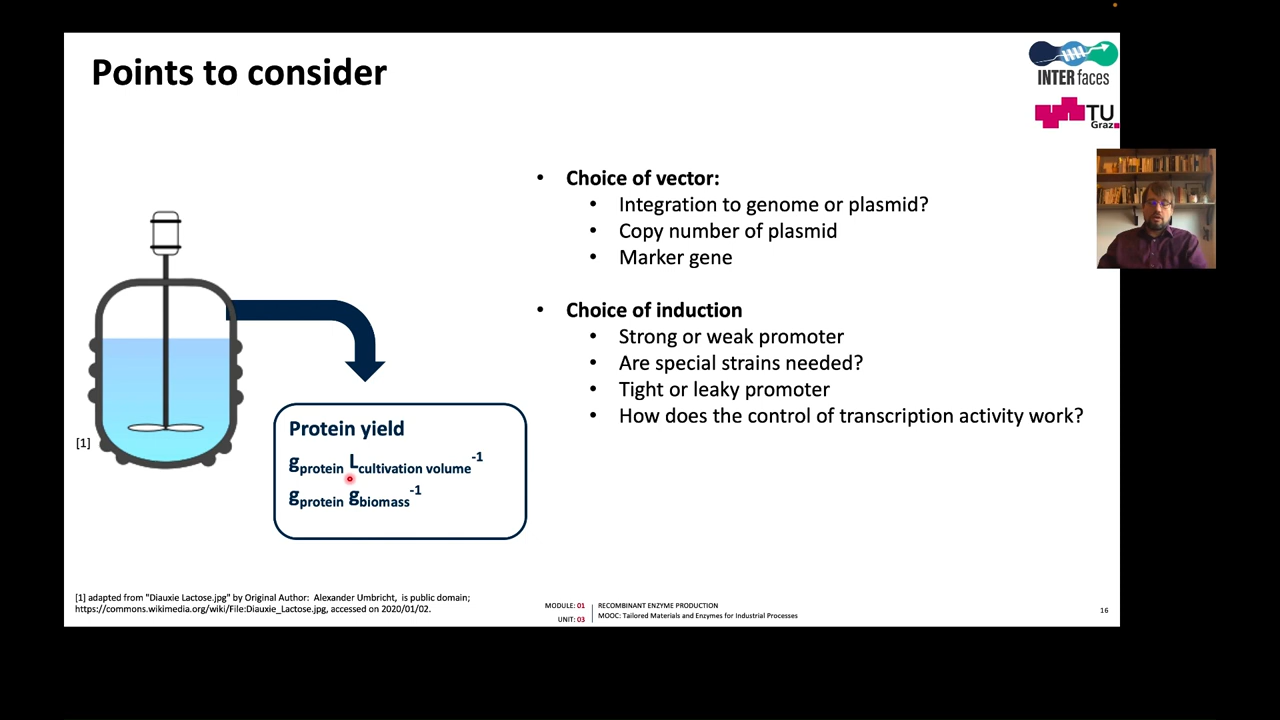 Points to consider
INTERfaces
TU
Graz
• Choice of vector:
• Integration to genome or plasmid?
• Copy number of plasmid
• Marker gene
• Choice of induction
• Strong or weak promoter
• Are special strains needed?
• Tight or leaky promoter
• How does the control of transcription activity work?
[1]
Protein yield
gprotein Lcultivation volume-1
gprotein gbiomass-1
[1] adapted from "Diauxie Lactose.jpg" by Original Author: Alexander Umbricht, is public domain;
https://commons.wikimedia.org/wiki/File:Diauxie_Lactose.jpg, accessed on 2020/01/02.
MODULE: 01 RECOMBINANT ENZYME PRODUCTION
UNIT: 03 MOOC: Tailored Materials and Enzymes for Industrial Processes
16